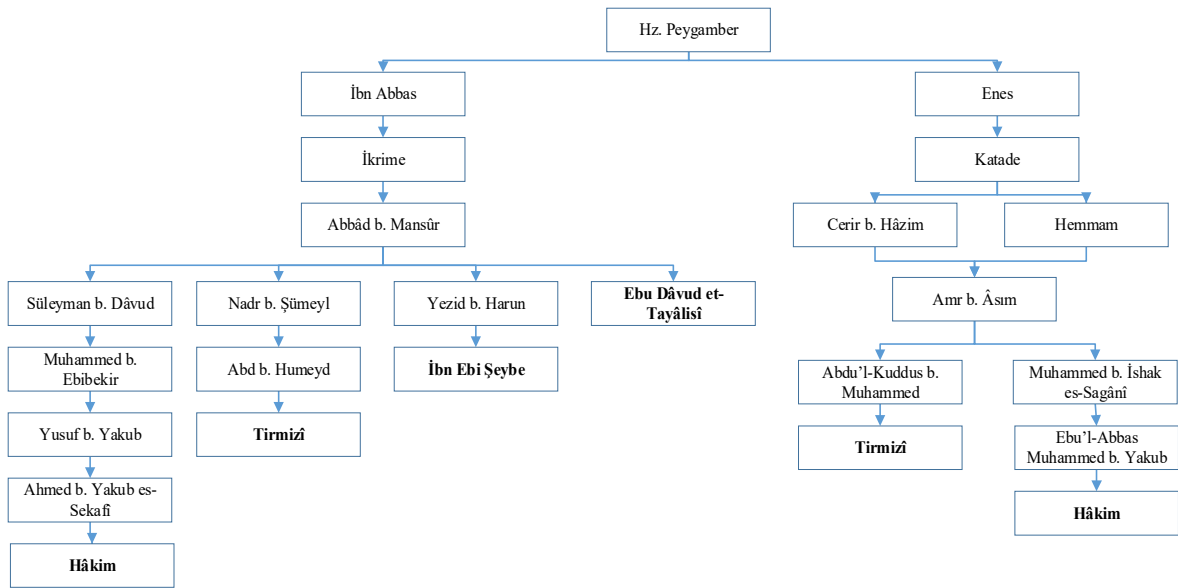 Hz. Peygamber
İbn Abbas
Enes
İkrime
Katade
Abbâd b. Mansûr
Cerir b. Hâzim
Hemmam
Süleyman b. Dâvud
Nadr b. Şümeyl
Yezid b. Harun
Ebu Dâvud et-
Tayâlisî
Amr b. Âsım
Muhammed b.
Ebibekir
Abd b. Humeyd
İbn Ebi Şeybe
Abdu’l-Kuddus b.
Muhammed
Muhammed b. İshak
es-Sagânî
Yusuf b. Yakub
Tirmizî
Tirmizî
Ebu’l-Abbas
Muhammed b. Yakub
Ahmed b. Yakub es-
Sekafî
Hâkim
Hâkim